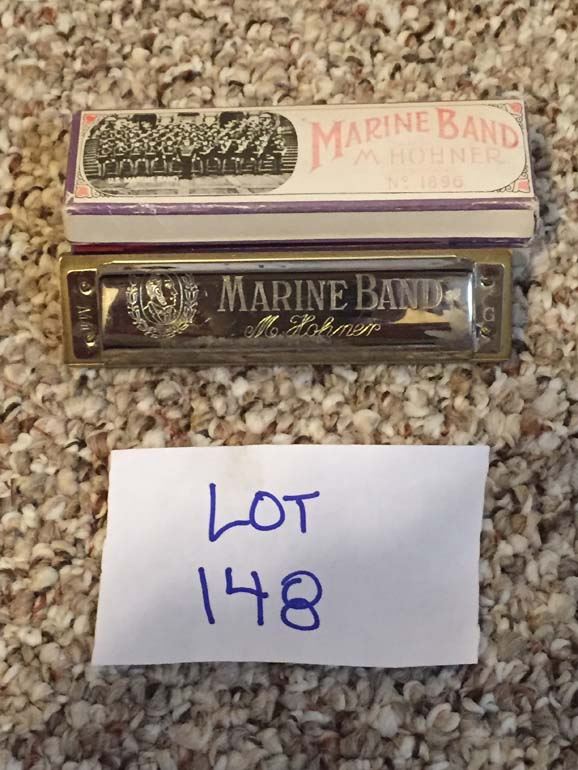 MARINE BAND
M. HOHNER
Nº 1896
MARINE BAND
M. Hohner
G
LOT
148